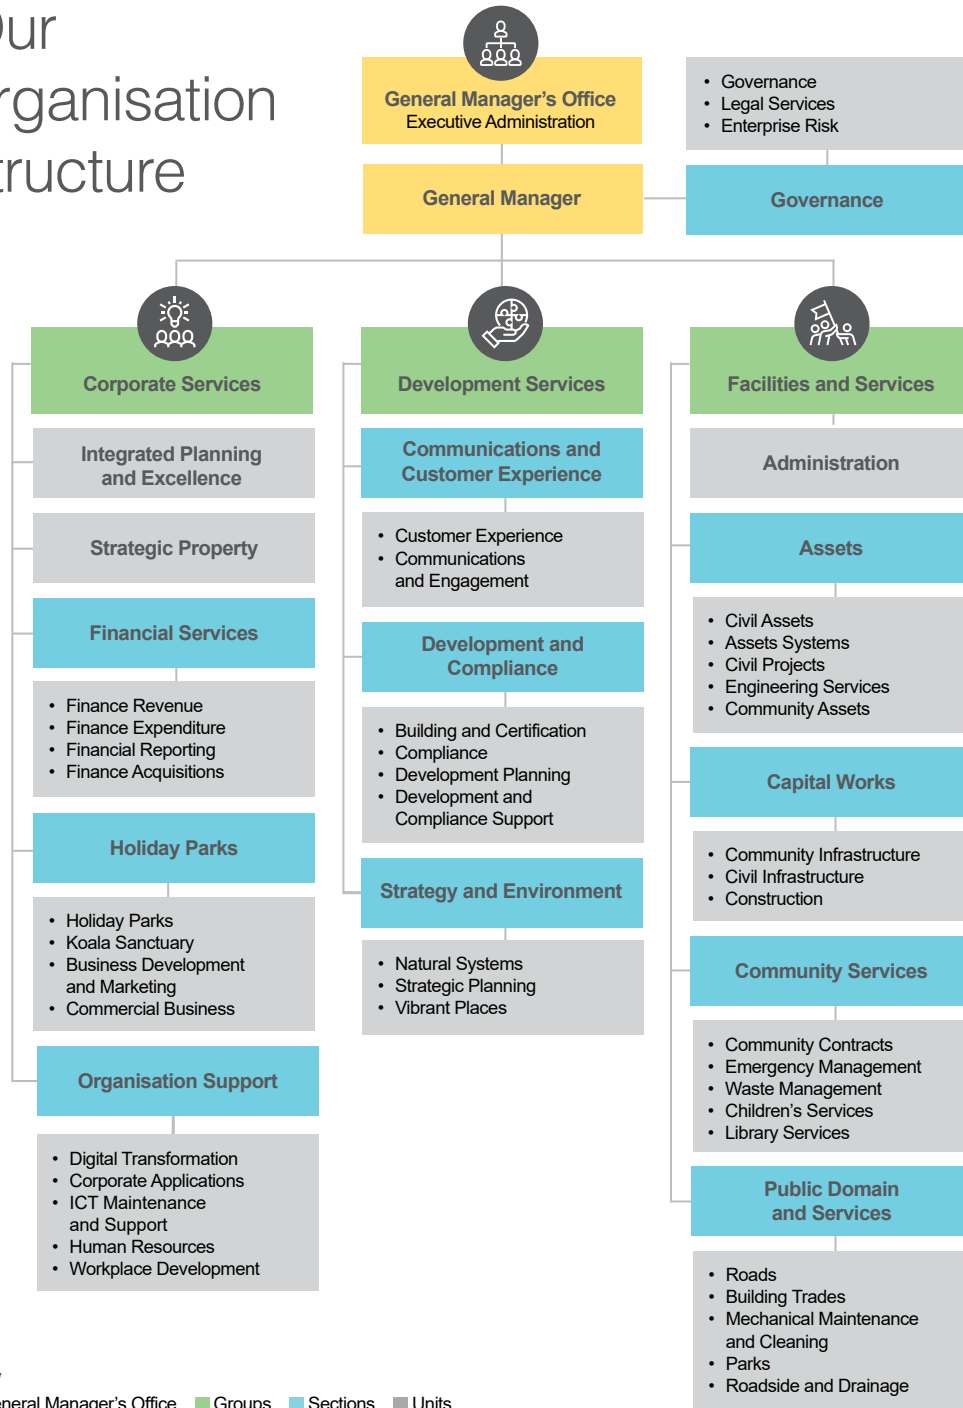 Our
rganisation
tructure
General Manager's Office
Executive Administration
• Governance
• Legal Services
• Enterprise Risk
General Manager
Governance
Corporate Services
Integrated Planning
and Excellence
Strategic Property
Financial Services
• Finance Revenue
• Finance Expenditure
• Financial Reporting
• Finance Acquisitions
Holiday Parks
• Holiday Parks
• Koala Sanctuary
• Business Development
and Marketing
• Commercial Business
Organisation Support
• Digital Transformation
• Corporate Applications
• ICT Maintenance
and Support
• Human Resources
• Workplace Development
Development Services
Communications and
Customer Experience
• Customer Experience
• Communications
and Engagement
Development and
Compliance
• Building and Certification
• Compliance
• Development Planning
• Development and
Compliance Support
Strategy and Environment
• Natural Systems
• Strategic Planning
• Vibrant Places
Facilities and Services
Administration
Assets
• Civil Assets
• Assets Systems
• Civil Projects
• Engineering Services
• Community Assets
Capital Works
• Community Infrastructure
• Civil Infrastructure
• Construction
Community Services
• Community Contracts
• Emergency Management
• Waste Management
• Children's Services
• Library Services
Public Domain
and Services
• Roads
• Building Trades
• Mechanical Maintenance
and Cleaning
• Parks
• Roadside and Drainage
eneral Manager's Office Groups Sections Units